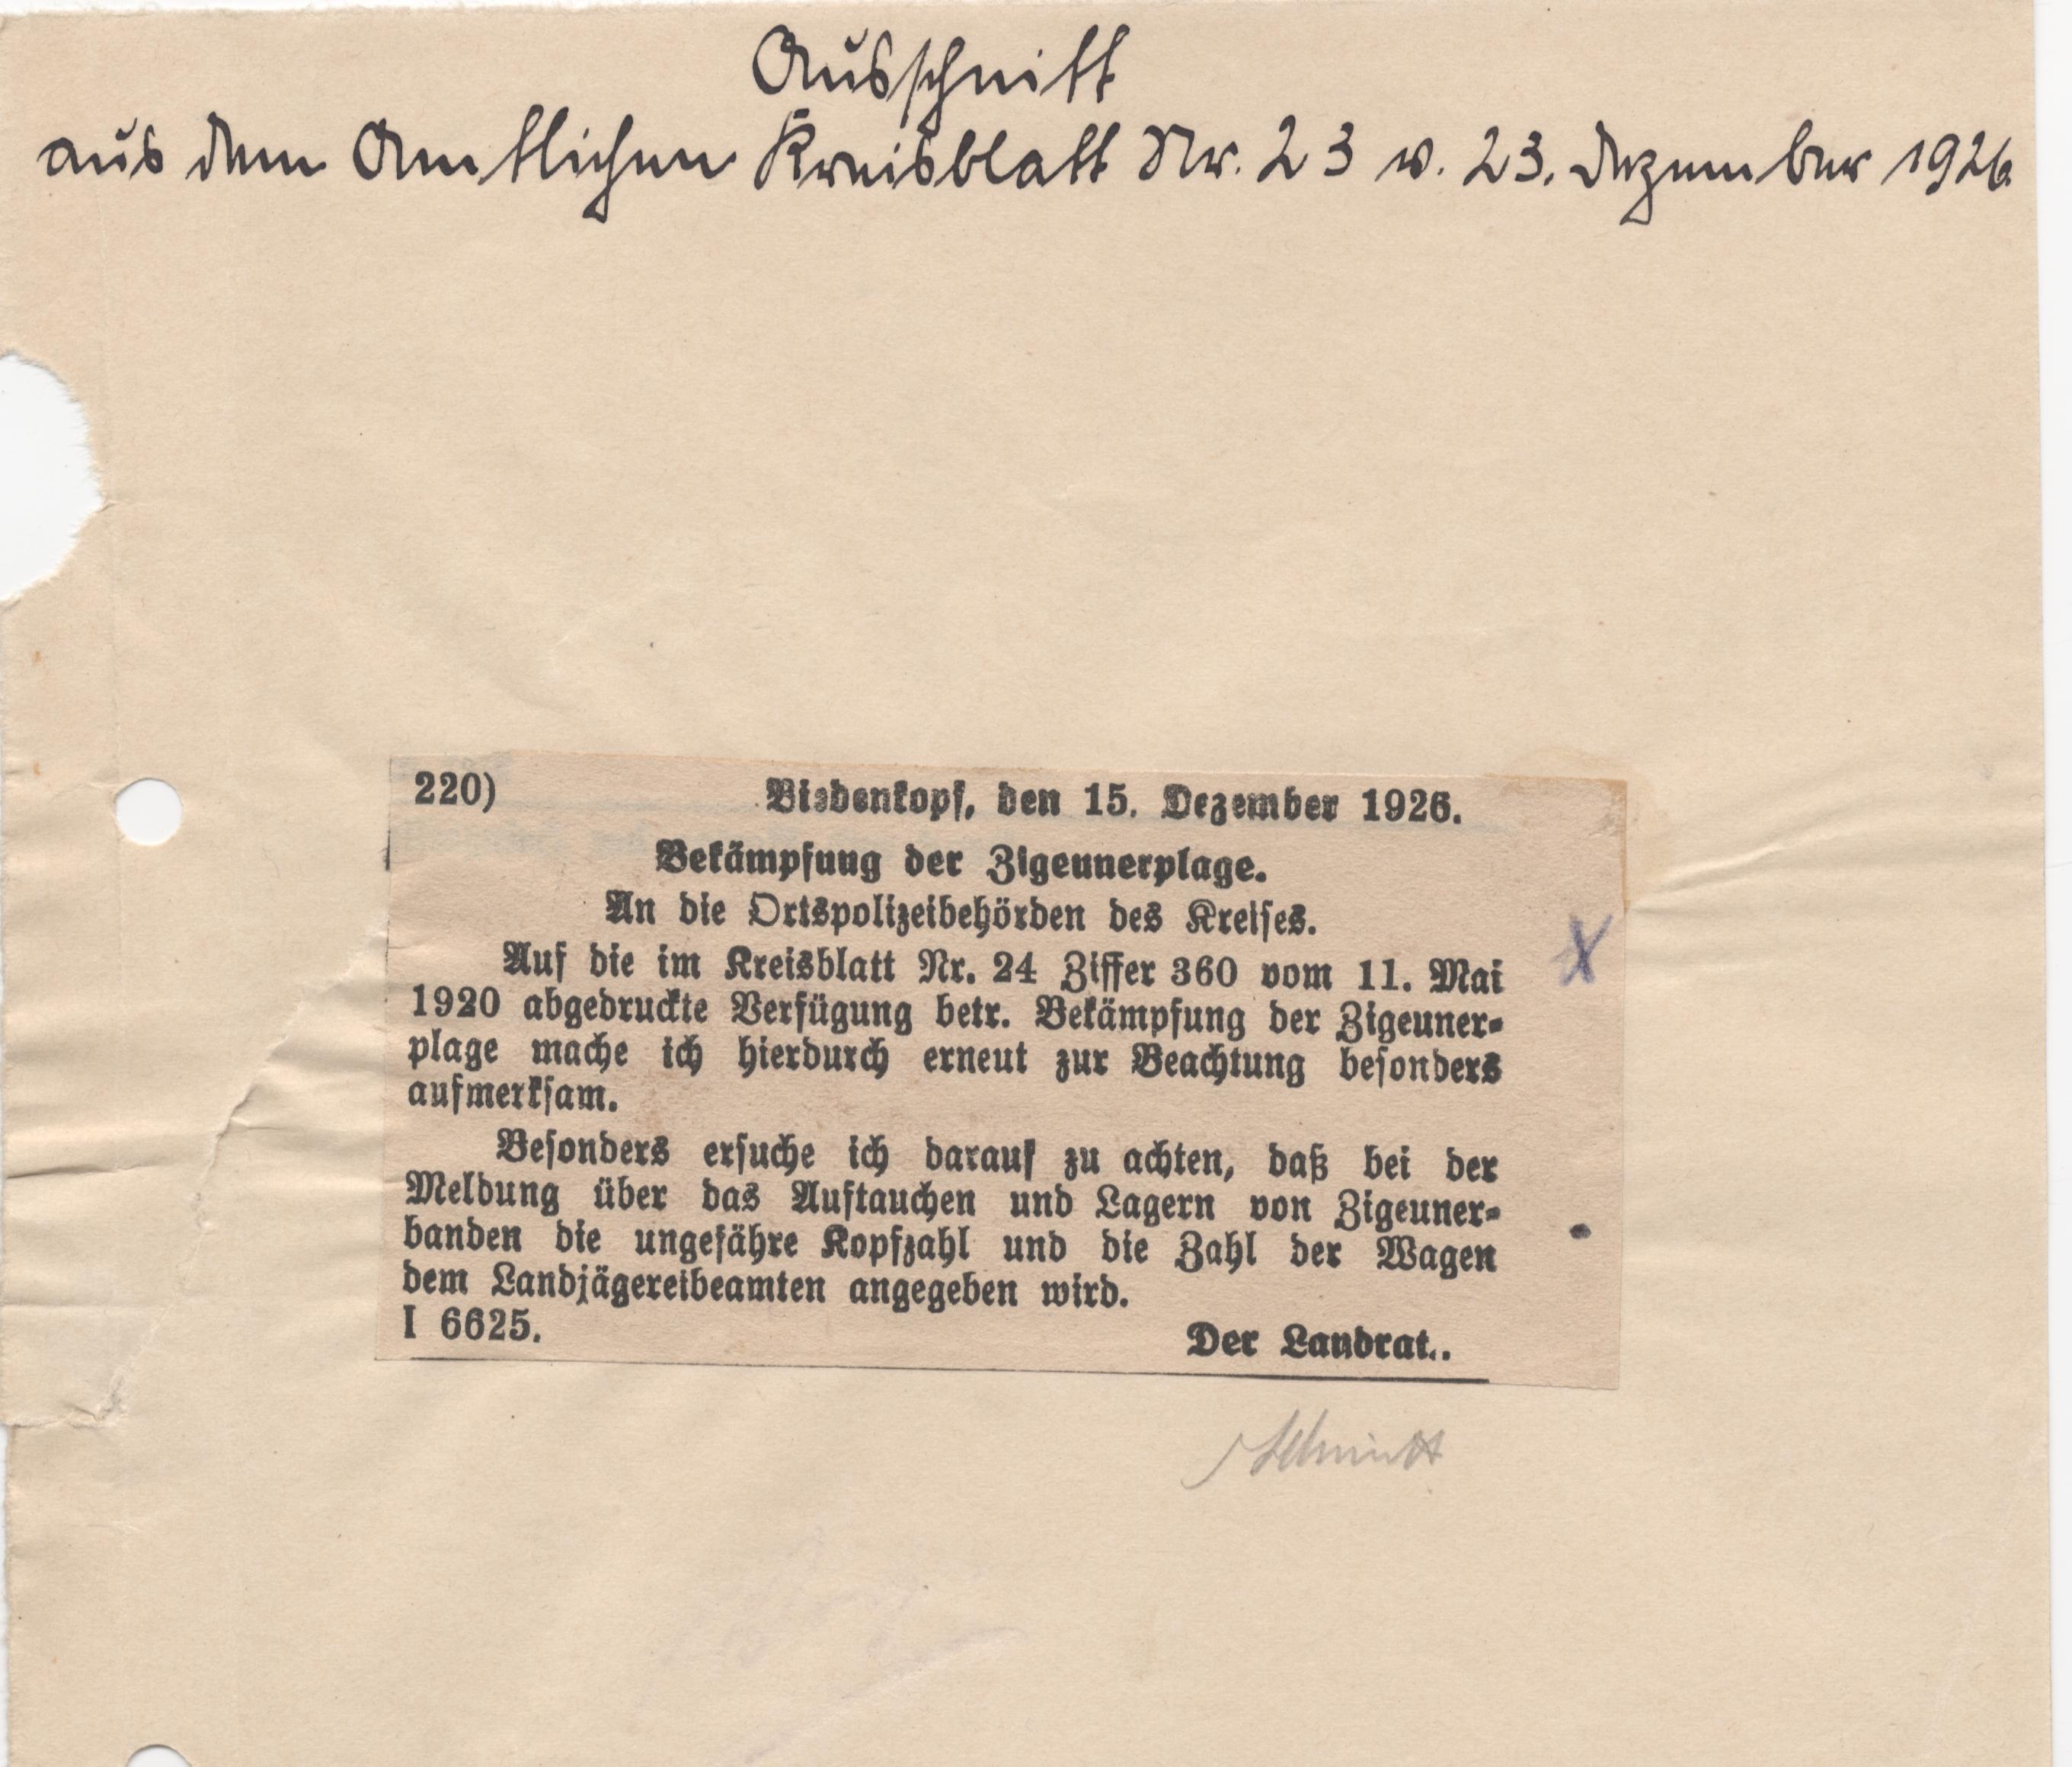 Ausschnitt
aus dem Amtlichen Kreisblatt Nr. 23 v. 23. Dezember 1926
220) Biedenkopf, den 15. Dezember 1926.
Bekämpfung der Zigeunerplage.
An die Ortspolizeibehörden des Kreises.
Auf die im Kreisblatt Nr. 24 Ziffer 360 vom 11. Mai
1920 abgedruckte Verfügung betr. Bekämpfung der Zigeuner-
plage mache ich hierdurch erneut zur Beachtung besonders
aufmerksam.
Besonders ersuche ich darauf zu achten, daß bei der
Meldung über das Auftauchen und Lagern von Zigeuner-
banden die ungefähre Kopfzahl und die Zahl der Wagen
dem Landjägereibeamten angegeben wird.
I 6625. Der Landrat..
Schmidt